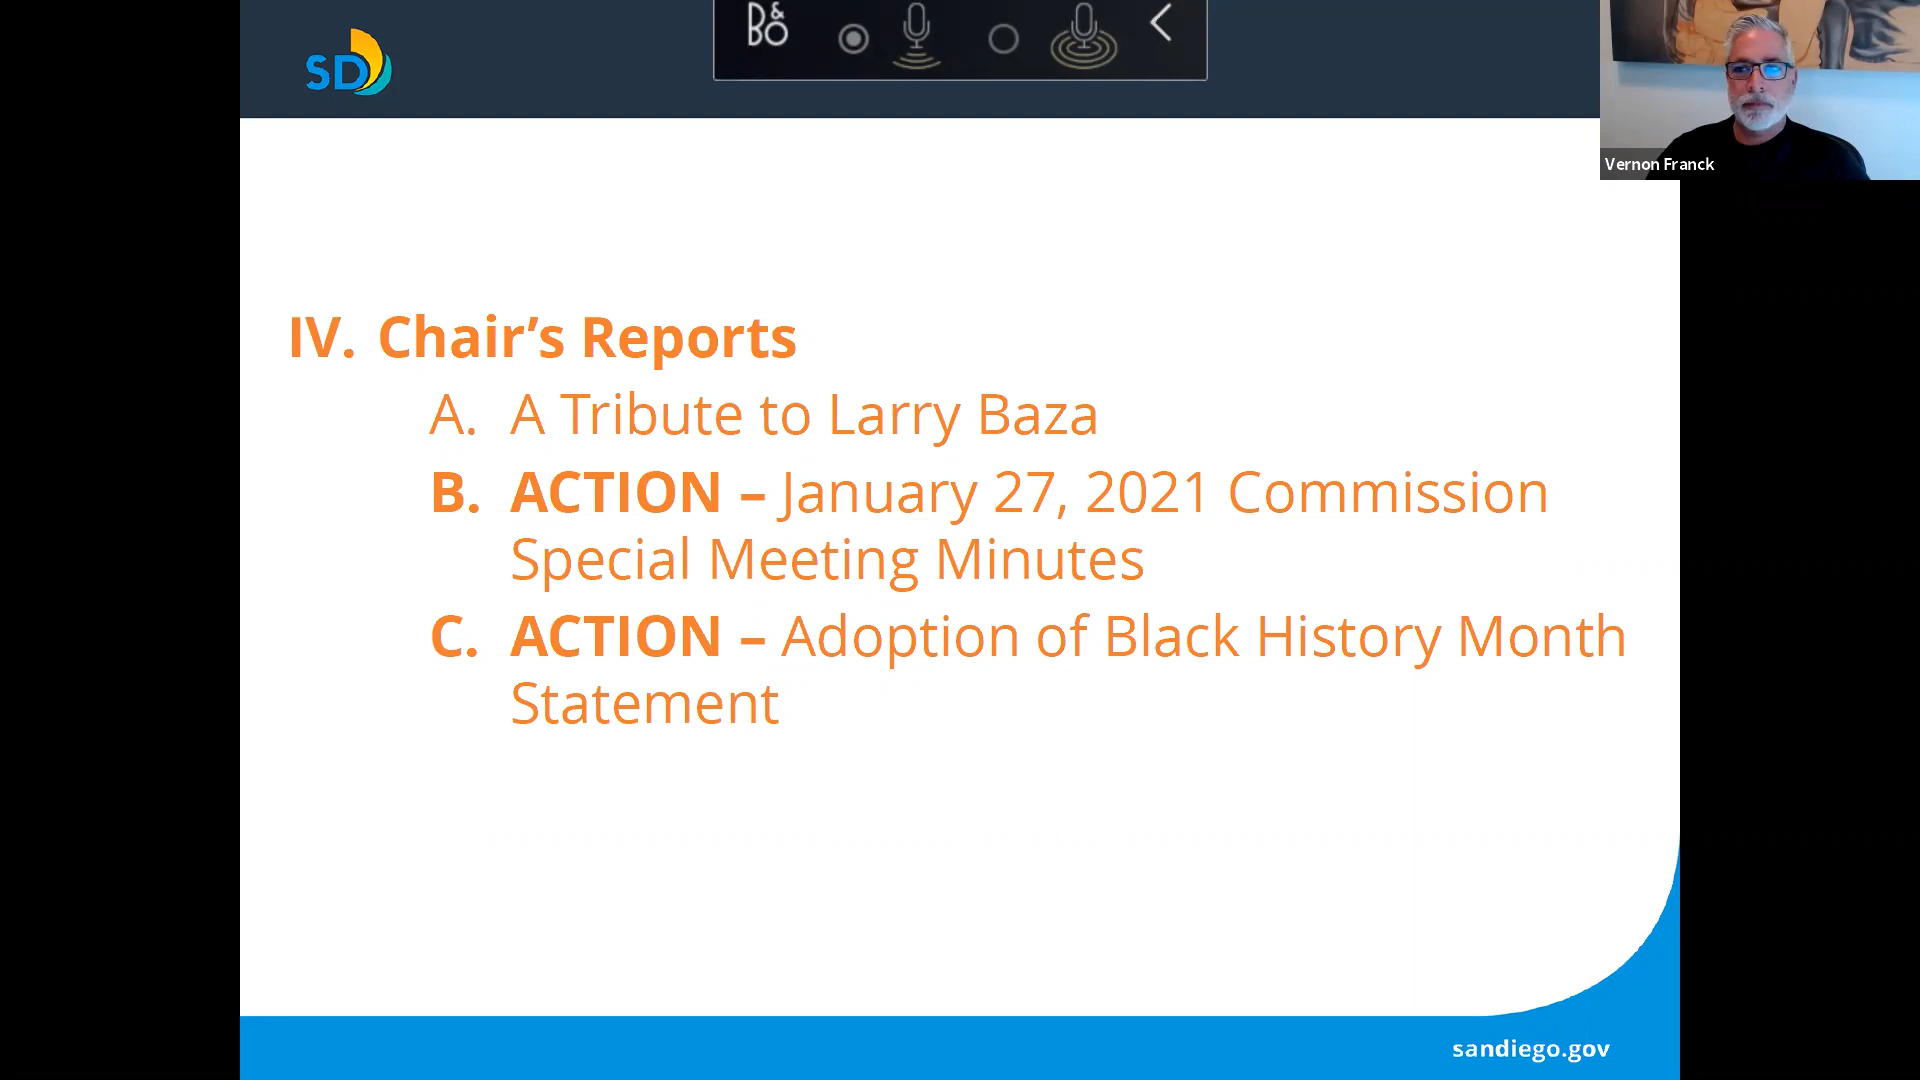 SD
B&O
Vernon Franck
IV. Chair’s Reports
A. A Tribute to Larry Baza
B. ACTION – January 27, 2021 Commission
Special Meeting Minutes
C. ACTION – Adoption of Black History Month
Statement
sandiego.gov